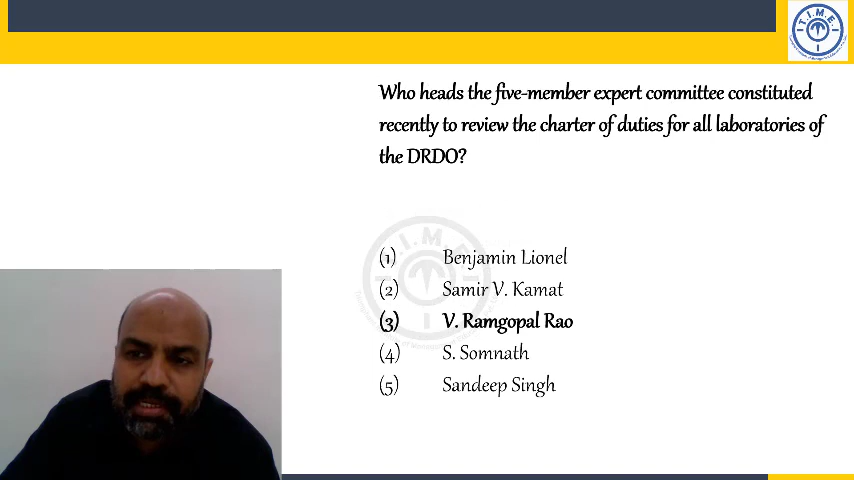 T.I.M.E.
Who heads the five-member expert committee constituted
recently to review the charter of duties for all laboratories of
the DRDO?
(1) Benjamin Lionel
(2) Samir V. Kamat
(3) V. Ramgopal Rao
(4) S. Somnath
(5) Sandeep Singh